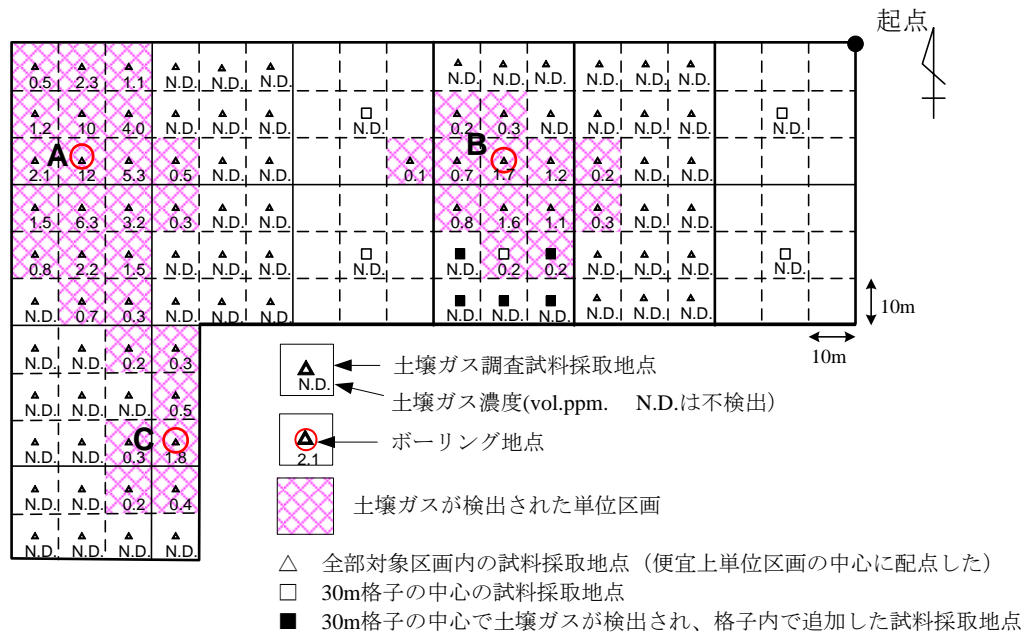 起点
0.5 2.3 1.1 N.D. N.D. N.D. N.D. N.D. N.D. N.D. N.D. N.D.
1.2 10 4.0 N.D. N.D. N.D. N.D. 0.2 0.3 N.D. N.D. N.D. N.D. N.D.
A B
2.1 12 5.3 0.5 N.D. N.D. 0.1 0.7 1.7 1.2 0.2 N.D. N.D.
1.5 6.3 3.2 0.3 N.D. N.D. 0.8 1.6 1.1 0.3 N.D. N.D.
0.8 2.2 1.5 N.D. N.D. N.D. N.D. N.D. 0.2 0.2 N.D. N.D. N.D. N.D.
N.D. 0.7 0.3 N.D. N.D. N.D. N.D. N.D. N.D. N.D. N.D. N.D.
10m
10m
N.D. N.D. 0.2 0.3
N.D. N.D. N.D. 0.5
C
N.D. N.D. 0.3 1.8
N.D. N.D. 0.2 0.4
N.D. N.D. N.D. N.D.
土壌ガス調査試料採取地点
N.D.
土壌ガス濃度(vol.ppm. N.D.は不検出）
ボーリング地点
2.1
土壌ガスが検出された単位区画
△ 全部対象区画内の試料採取地点（便宜上単位区画の中心に配点した）
□ 30m格子の中心の試料採取地点
■ 30m格子の中心で土壌ガスが検出され、格子内で追加した試料採取地点